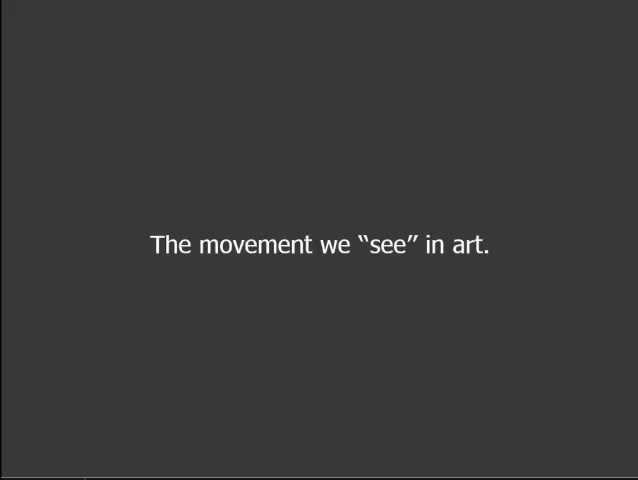 The movement we “see” in art.